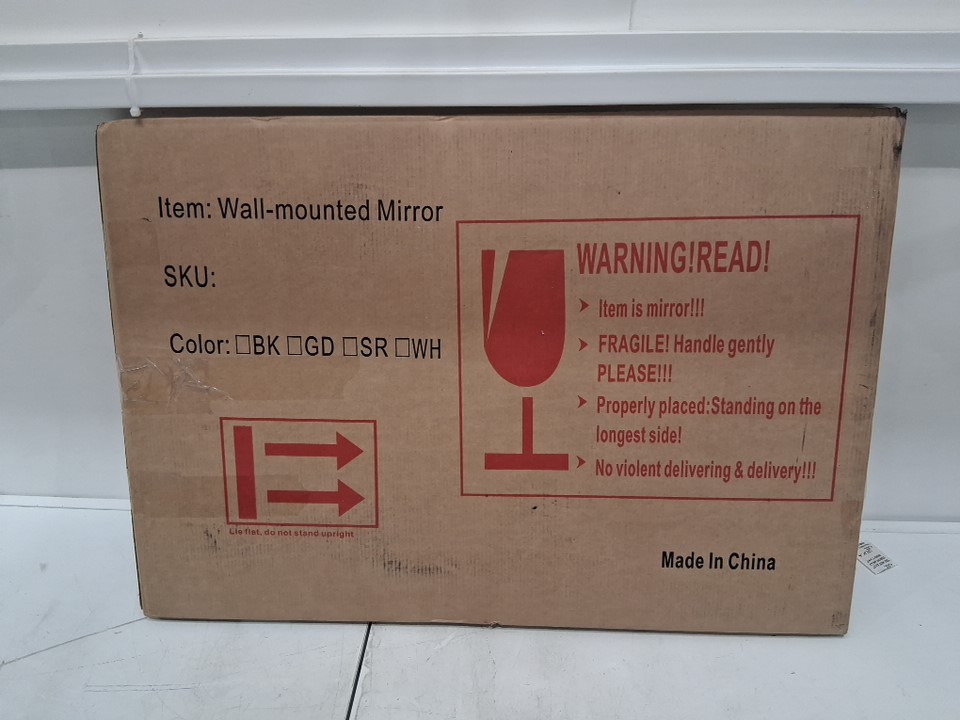 Item: Wall-mounted Mirror
SKU:
Color: □BK □GD □SR □WH
Lie flat, do not stand upright
WARNING!READ!
➤ Item is mirror!!!
➤ FRAGILE! Handle gently
PLEASE!!!
➤ Properly placed:Standing on the
longest side!
➤ No violent delivering & delivery!!!
Made In China